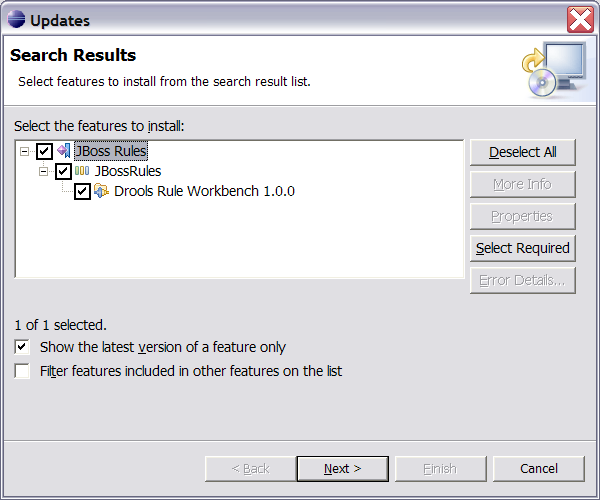 Updates
Search Results
Select features to install from the search result list.
Select the features to install:
JBoss Rules
JBossRules
Drools Rule Workbench 1.0.0
Deselect All
More Info
Properties
Select Required
Error Details...
1 of 1 selected.
Show the latest version of a feature only
Filter features included in other features on the list
< Back
Next >
Finish
Cancel